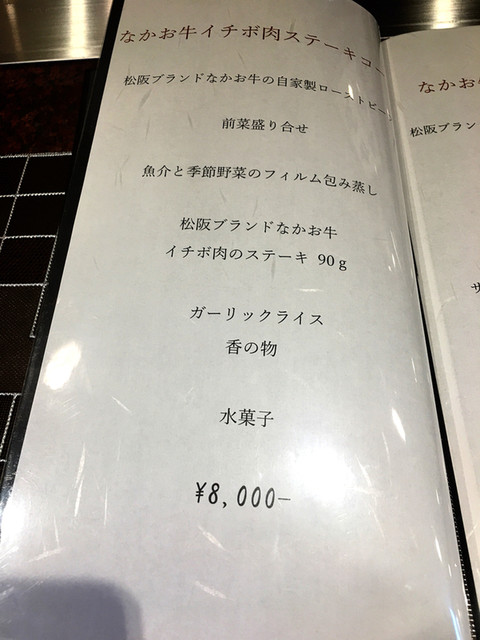 なかお牛イチボ肉ステーキコー
松阪ブランドなかお牛の自家製ローストビー
前菜盛り合せ
魚介と季節野菜のフィルム包み蒸し
松阪ブランドなかお牛
イチボ肉のステーキ 90g
ガーリックライス
香の物
水菓子
¥8,000-
なかお
松阪ブラン